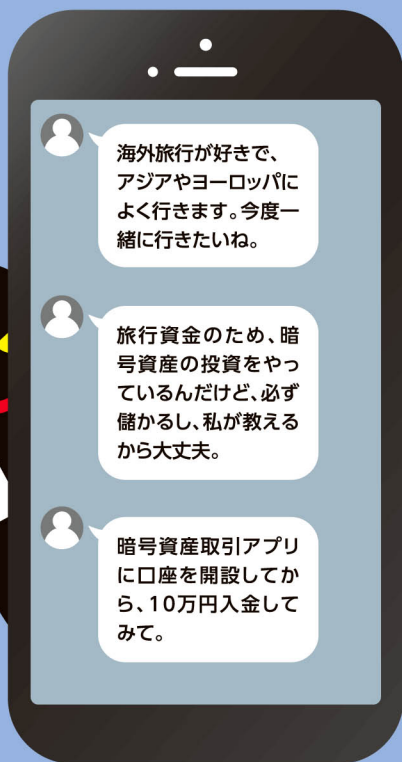 海外旅行が好きで、
アジアやヨーロッパに
よく行きます。今度一
緒に行きたいね。
旅行資金のため、暗
号資産の投資をやっ
ているんだけど、必ず
儲かるし、私が教える
から大丈夫。
暗号資産取引アプリ
に口座を開設してか
ら、10万円入金して
みて。